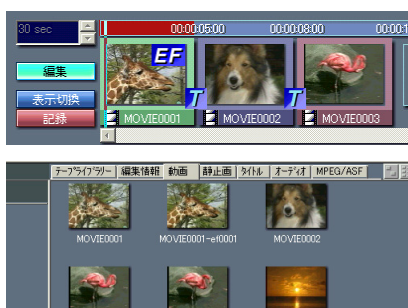 30 sec
00:00:05:00 00:00:08:00 00:00:1
編集
EF
表示切換
T T
記録 MOVIE0001 MOVIE0002 MOVIE0003
テープライブラリー 編集情報 動画 静止画 タイトル オーディオ MPEG/ASF
MOVIE0001 MOVIE0001-ef0001 MOVIE0002